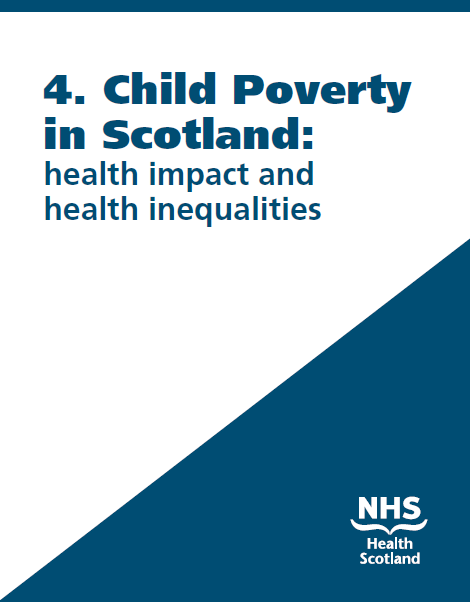 4. Child Poverty
in Scotland:
health impact and
health inequalities
NHS
Health
Scotland